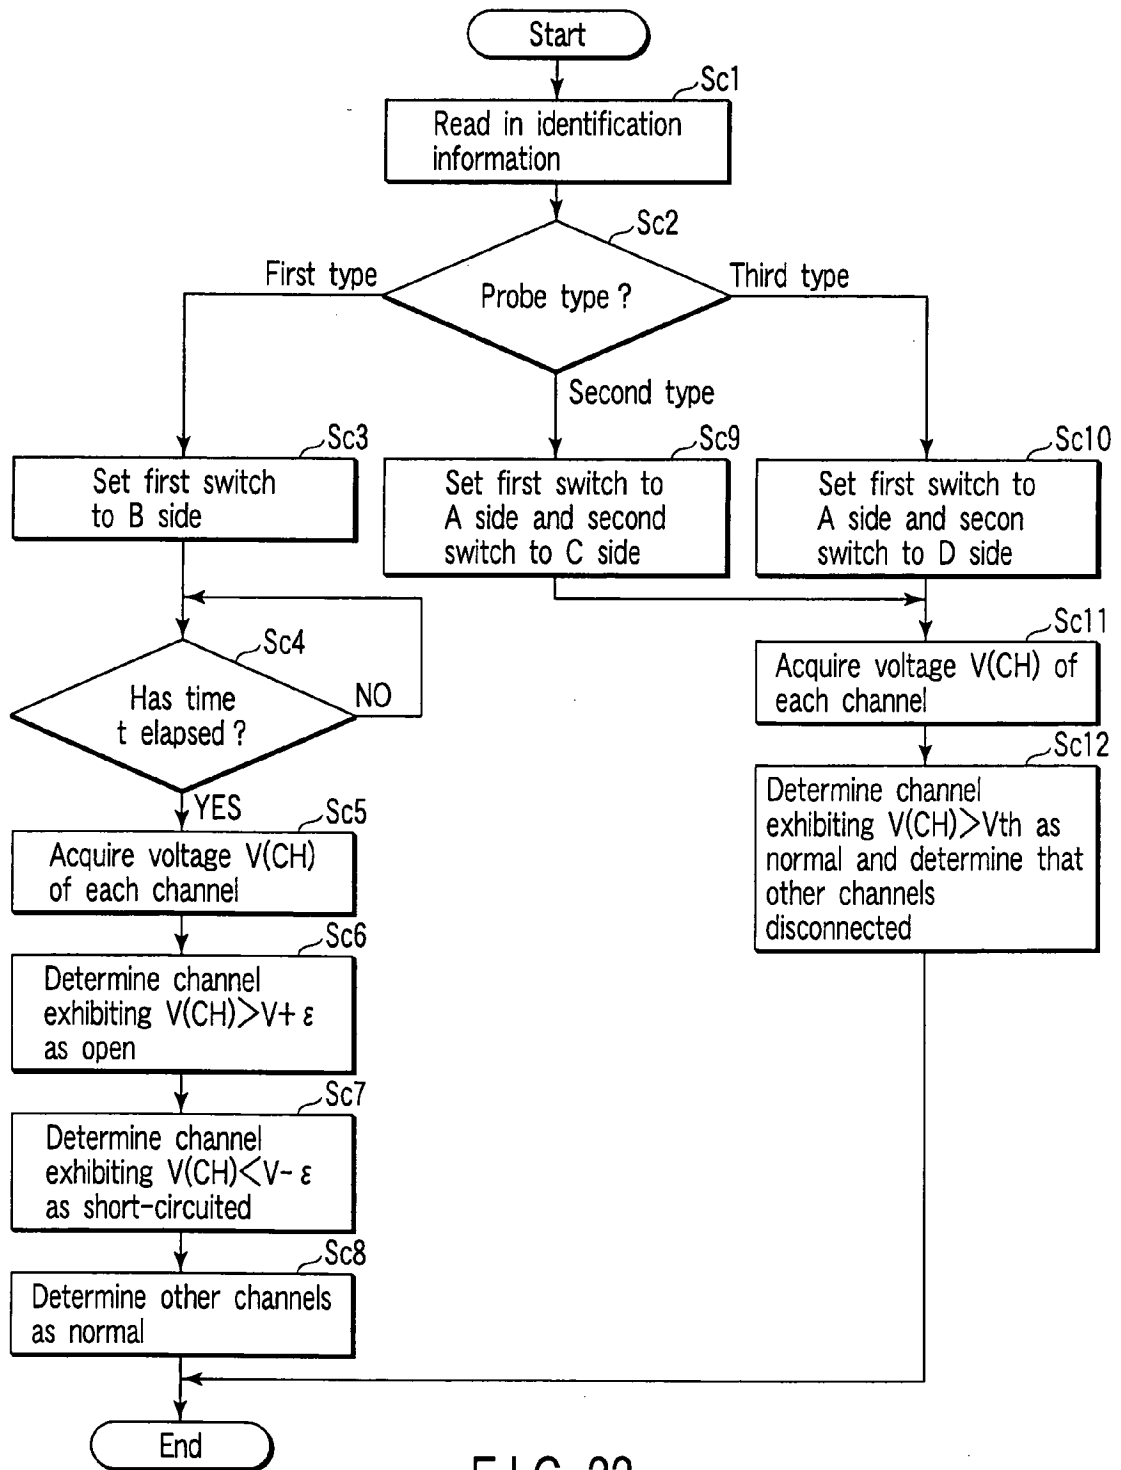 Start
Sc1
Read in identification
information
Sc2
Probe type?
First type
Third type
Second type
Sc3
Set first switch
to B side
Sc9
Set first switch to
A side and second
switch to C side
Sc10
Set first switch to
A side and secon
switch to D side
Sc4
Has time
t elapsed?
NO
YES
Sc11
Acquire voltage V(CH) of
each channel
Sc12
Determine channel
exhibiting V(CH)>Vth as
normal and determine that
other channels
disconnected
Sc5
Acquire voltage V(CH)
of each channel
Sc6
Determine channel
exhibiting V(CH)>V+ε
as open
Sc7
Determine channel
exhibiting V(CH)<V-ε
as short-circuited
Sc8
Determine other channels
as normal
End